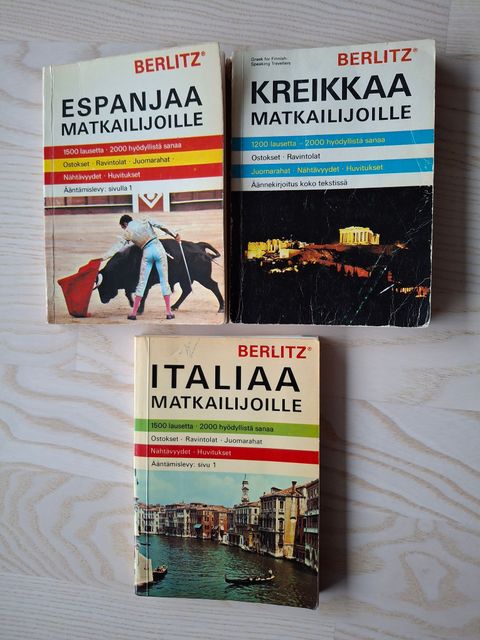 BERLITZ®
ESPANJAA
MATKAILIJOILLE
1500 lausetta · 2000 hyödyllistä sanaa
Ostokset · Ravintolat · Juomarahat
Nähtävyydet · Huvitukset
Ääntämislevy: sivulla 1
Greek for Finnish-
Speaking Travellers
BERLITZ®
KREIKKAA
MATKAILIJOILLE
1200 lausetta – 2000 hyödyllistä sanaa
Ostokset · Ravintolat
Juomarahat · Nähtävyydet · Huvitukset
Äännekirjoitus koko tekstissä
BERLITZ®
ITALIAA
MATKAILIJOILLE
1500 lausetta · 2000 hyödyllistä sanaa
Ostokset · Ravintolat · Juomarahat
Nähtävyydet · Huvitukset
Ääntämislevy: sivu 1